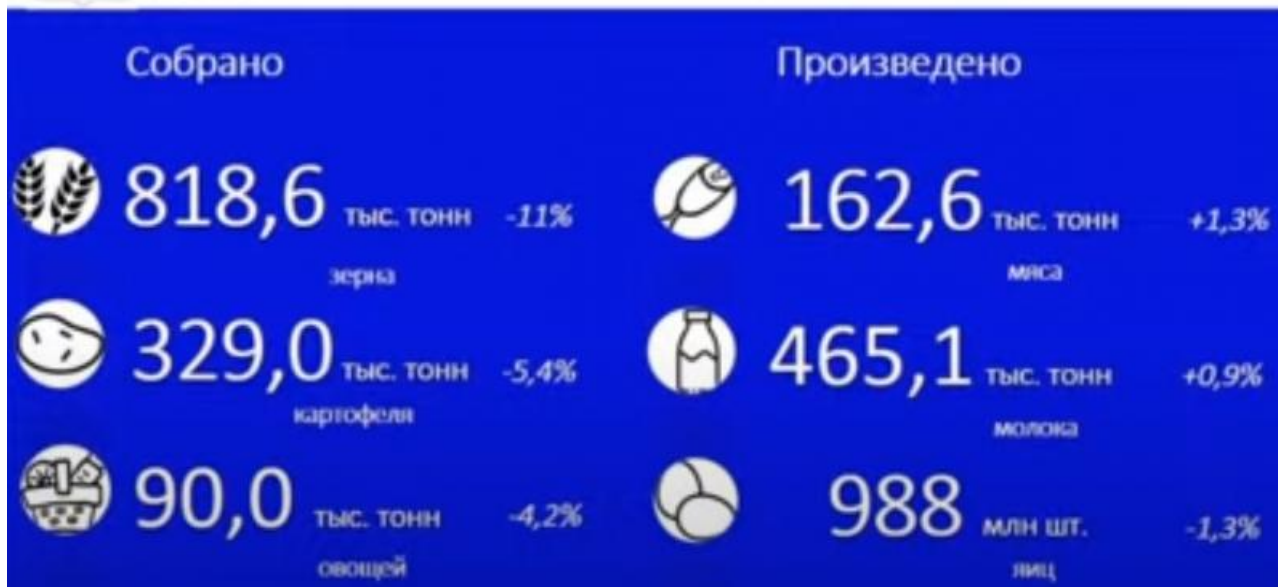 Собрано
818,6 тыс. тонн -11%
зерна
329,0 тыс. тонн -5,4%
картофеля
90,0 тыс. тонн -4,2%
овощей
Произведено
162,6 тыс. тонн +1,3%
мяса
465,1 тыс. тонн +0,9%
молока
988 млн шт. -1,3%
яиц